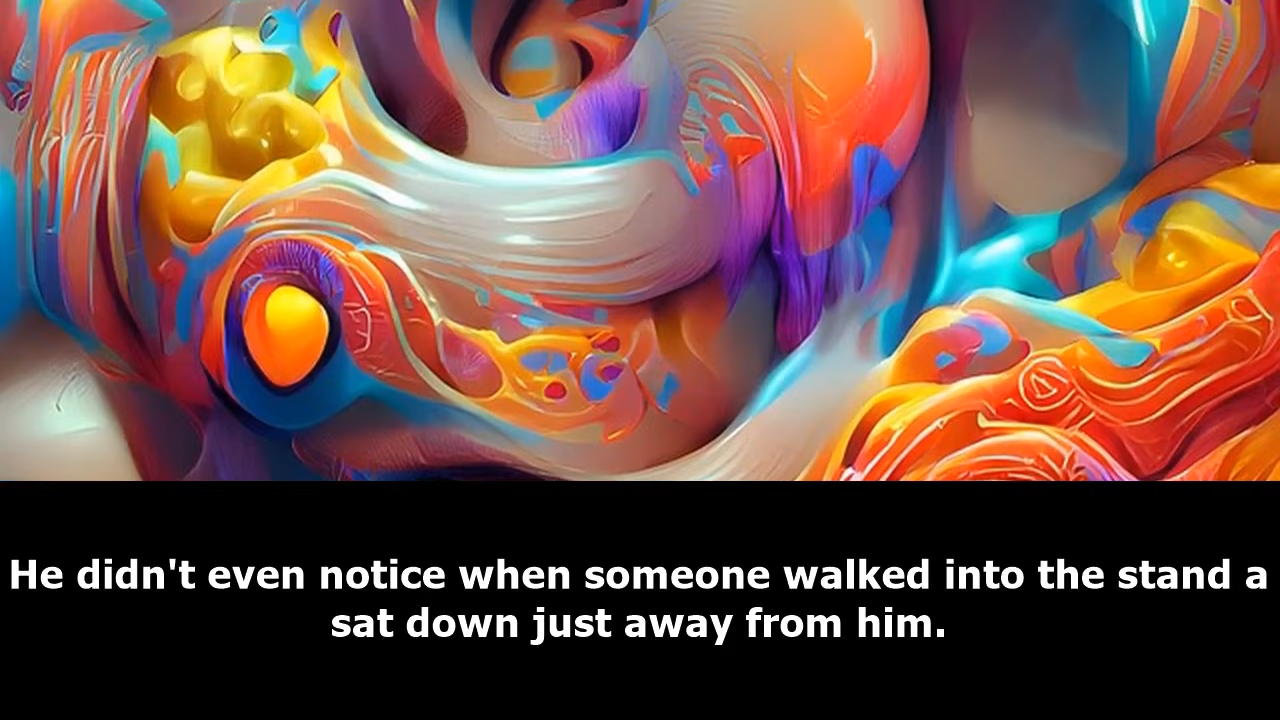 He didn't even notice when someone walked into the stand a
sat down just away from him.